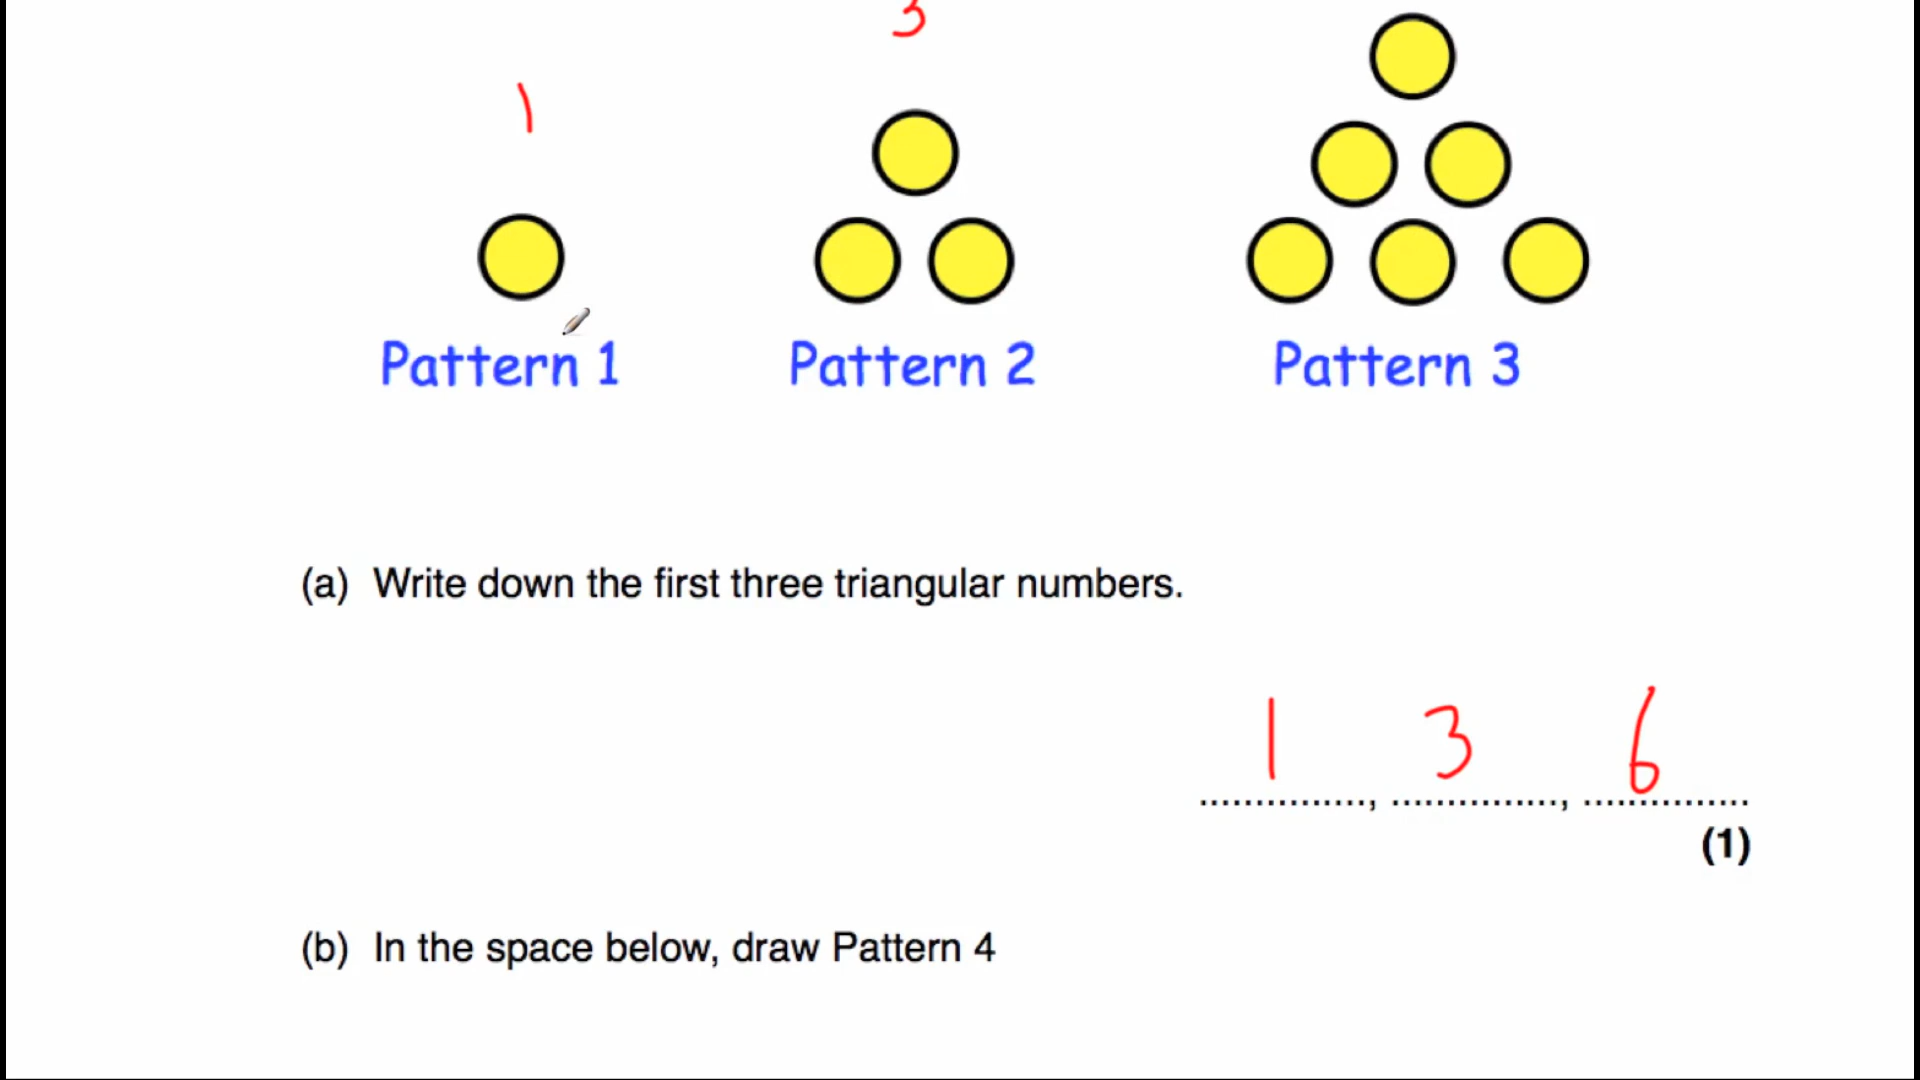 3
1
Pattern 1 Pattern 2 Pattern 3
(a) Write down the first three triangular numbers.
1 3 6
..............., ..............., ...............
(1)
(b) In the space below, draw Pattern 4